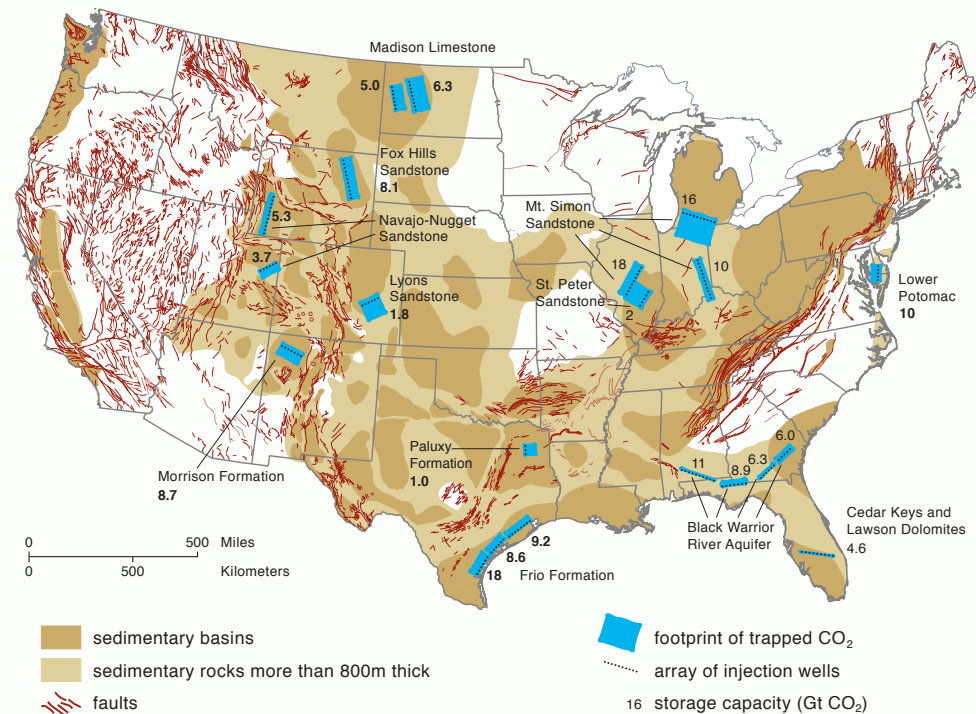 Madison Limestone
5.0
6.3
Fox Hills
Sandstone
8.1
5.3
Navajo-Nugget
Sandstone
3.7
Lyons
Sandstone
1.8
16
Mt. Simon
Sandstone
18
10
St. Peter
Sandstone
2
Lower
Potomac
10
Morrison Formation
8.7
Paluxy
Formation
1.0
11
8.9
6.3
6.0
Black Warrior
River Aquifer
Cedar Keys and
Lawson Dolomites
4.6
9.2
8.6
18
Frio Formation
0 500 Miles
0 500 Kilometers
sedimentary basins
sedimentary rocks more than 800m thick
faults
footprint of trapped CO₂
array of injection wells
16 storage capacity (Gt CO₂)